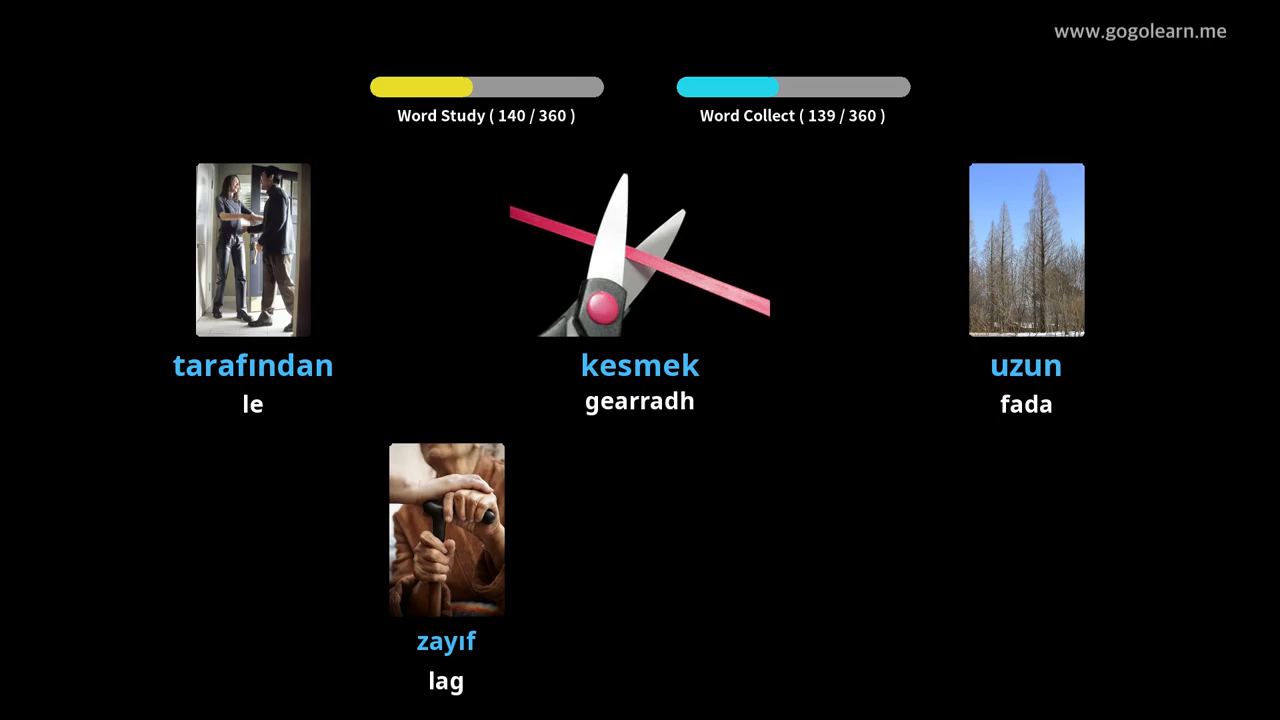 www.gogolearn.me
Word Study ( 140 / 360 )
Word Collect ( 139 / 360 )
tarafından
le
kesmek
gearradh
uzun
fada
zayıf
lag